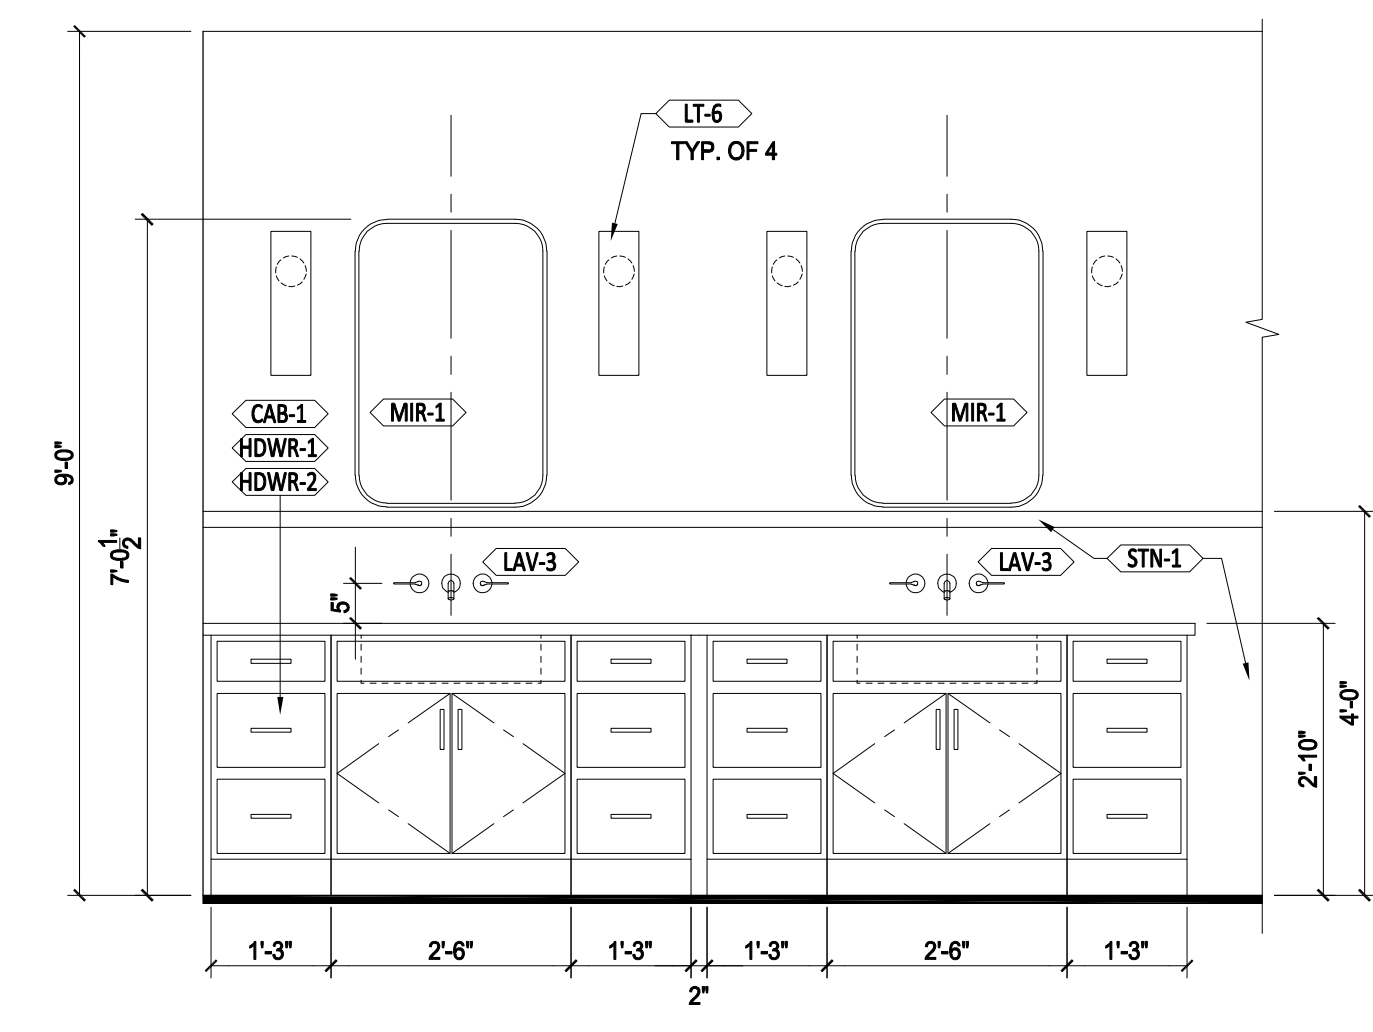 LT-6
TYP. OF 4
CAB-1
HDWR-1
HDWR-2
MIR-1
MIR-1
9'-0"
7'-0 1/2"
LAV-3
LAV-3
STN-1
5"
4'-0"
2'-10"
1'-3"
2'-6"
1'-3"
1'-3"
2'-6"
1'-3"
2"